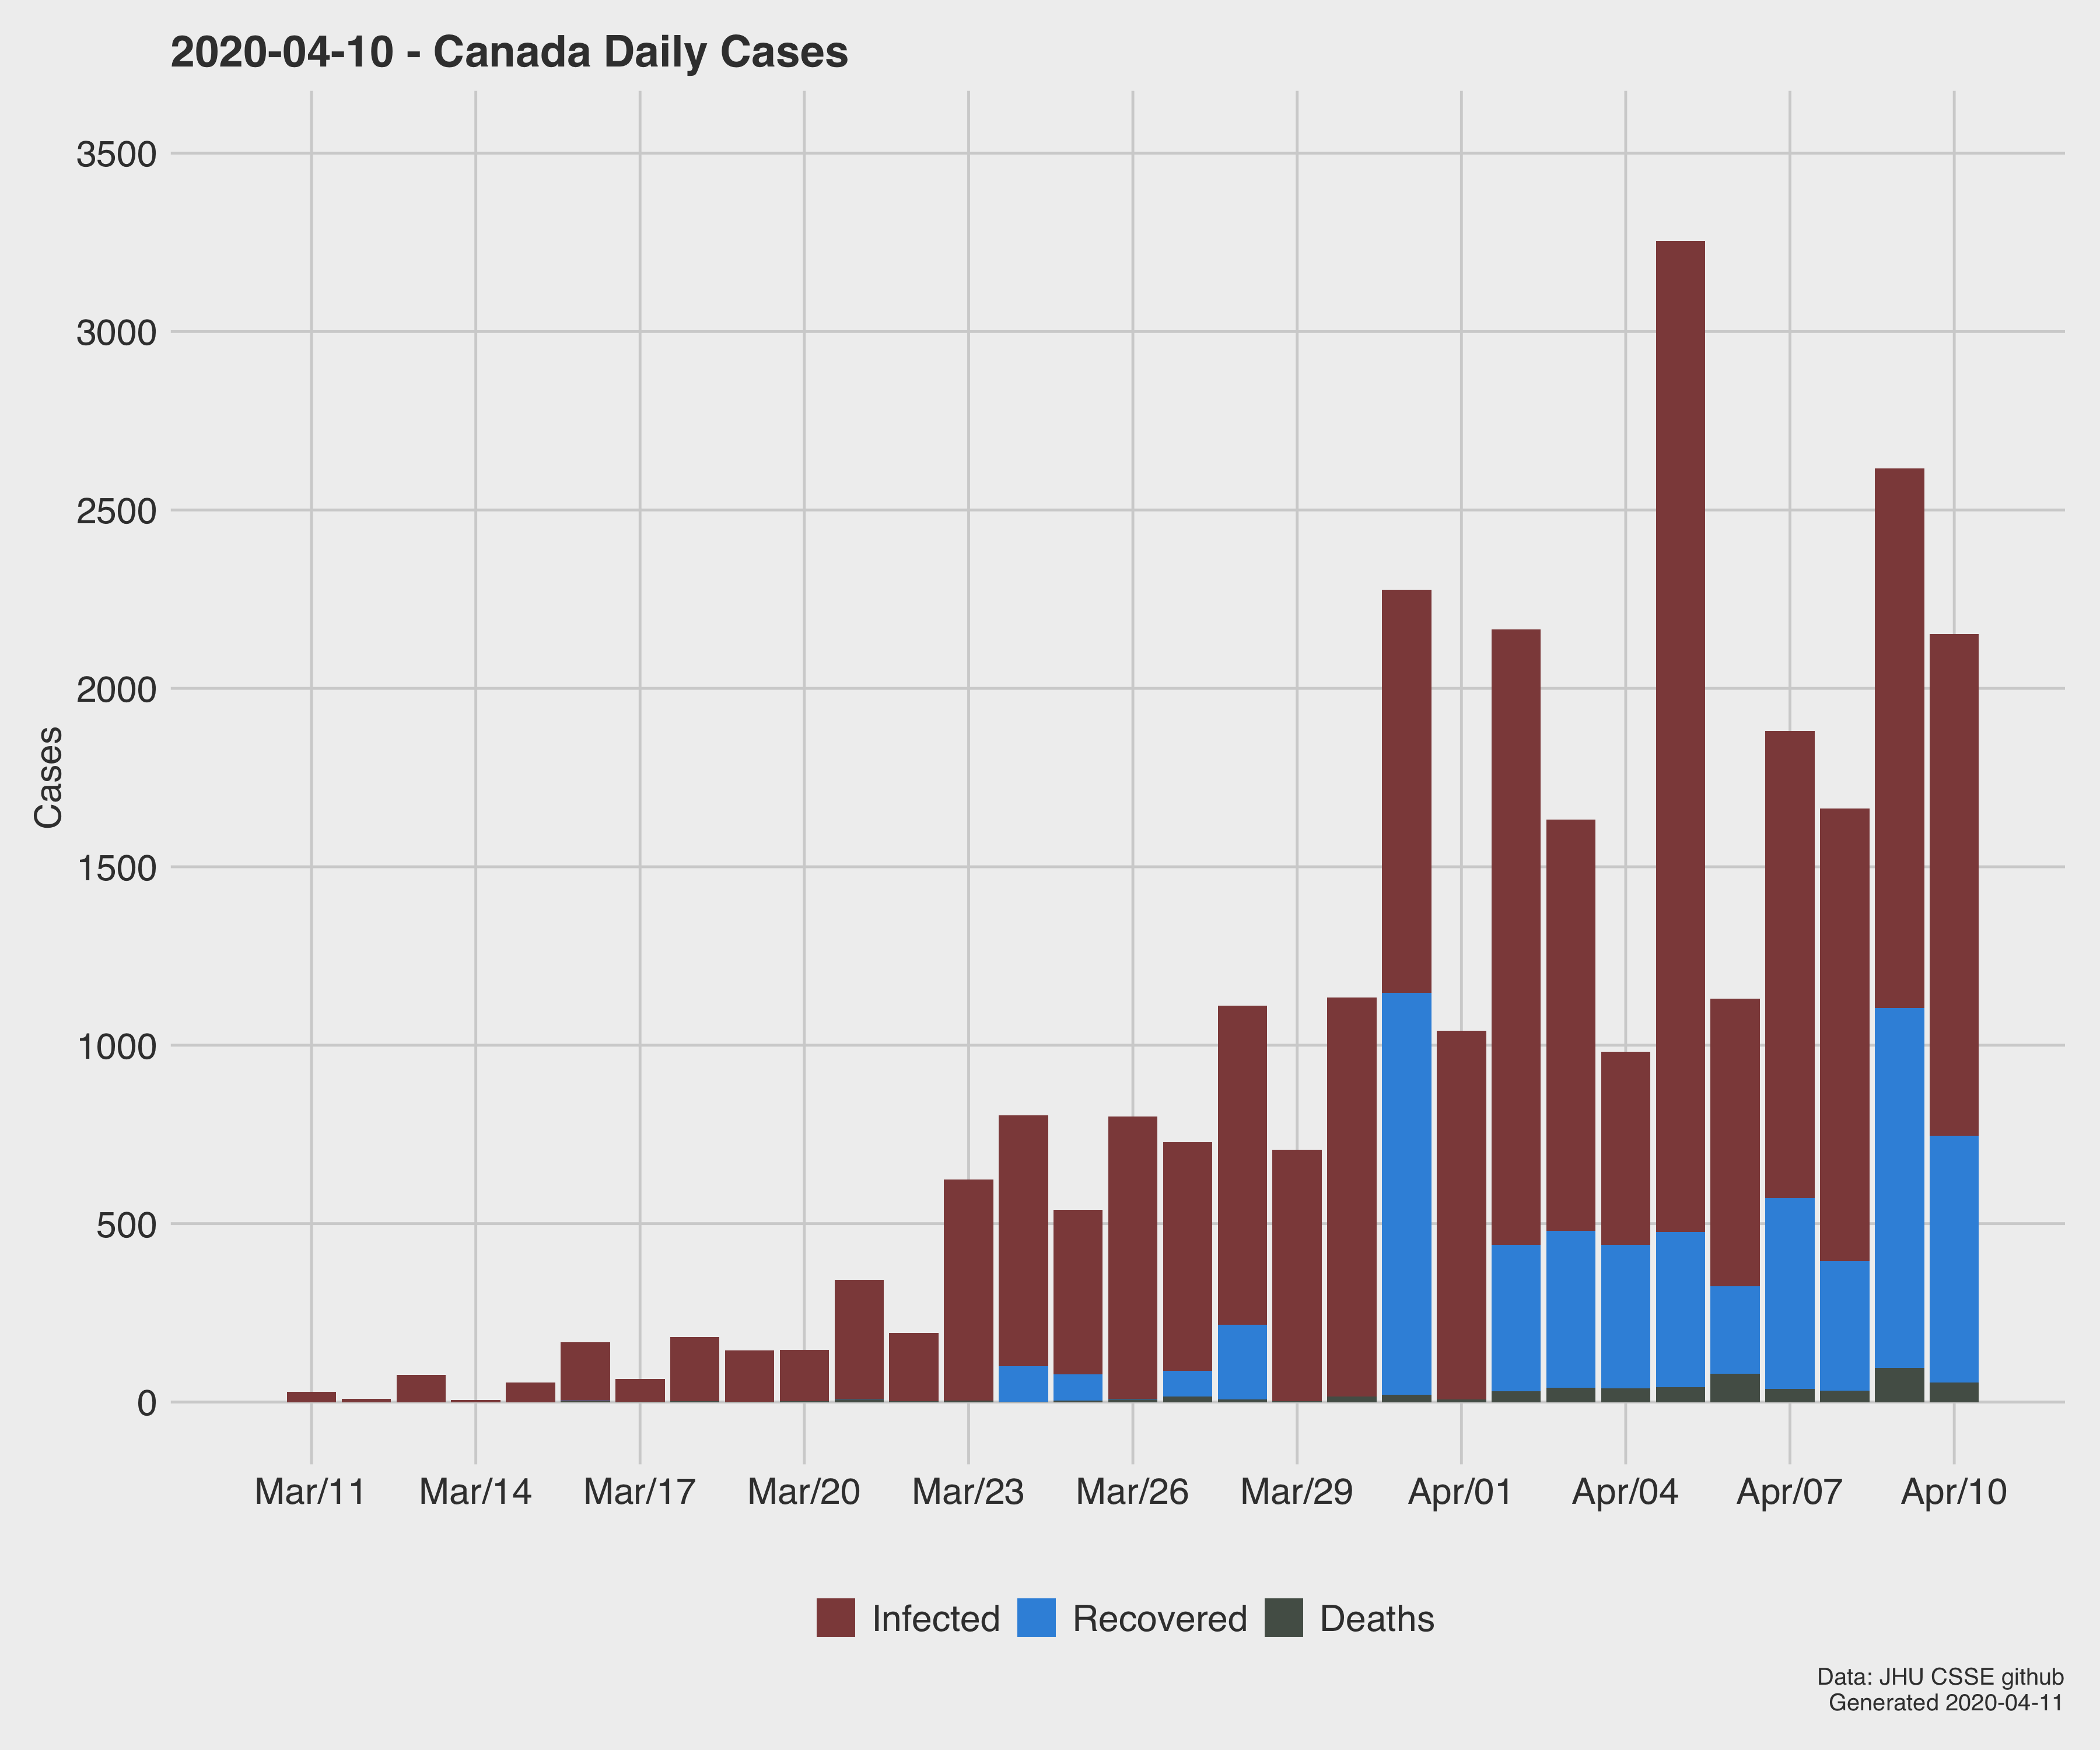 2020-04-10 - Canada Daily Cases
3500
3000
2500
2000
1500
1000
500
0
Cases
Mar/11 Mar/14 Mar/17 Mar/20 Mar/23 Mar/26 Mar/29 Apr/01 Apr/04 Apr/07 Apr/10
Infected Recovered Deaths
Data: JHU CSSE github
Generated 2020-04-11